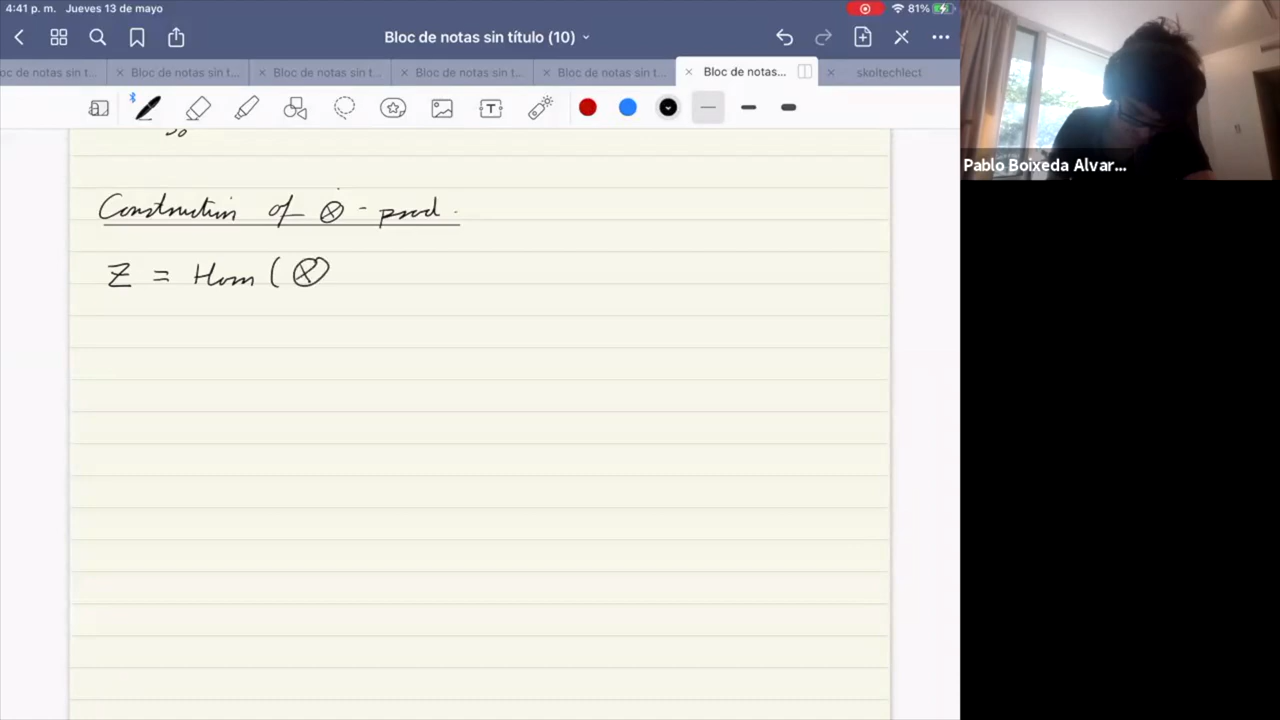 4:41 p. m. Jueves 13 de mayo
81%
Bloc de notas sin título (10)
oc de notas sin t...
Bloc de notas sin t...
Bloc de notas sin t...
Bloc de notas sin t...
Bloc de notas sin t...
Bloc de notas...
skoltechlect
Construction of ⊗-prod.
Z = Hom ( ⊗
Pablo Boixeda Alvar...